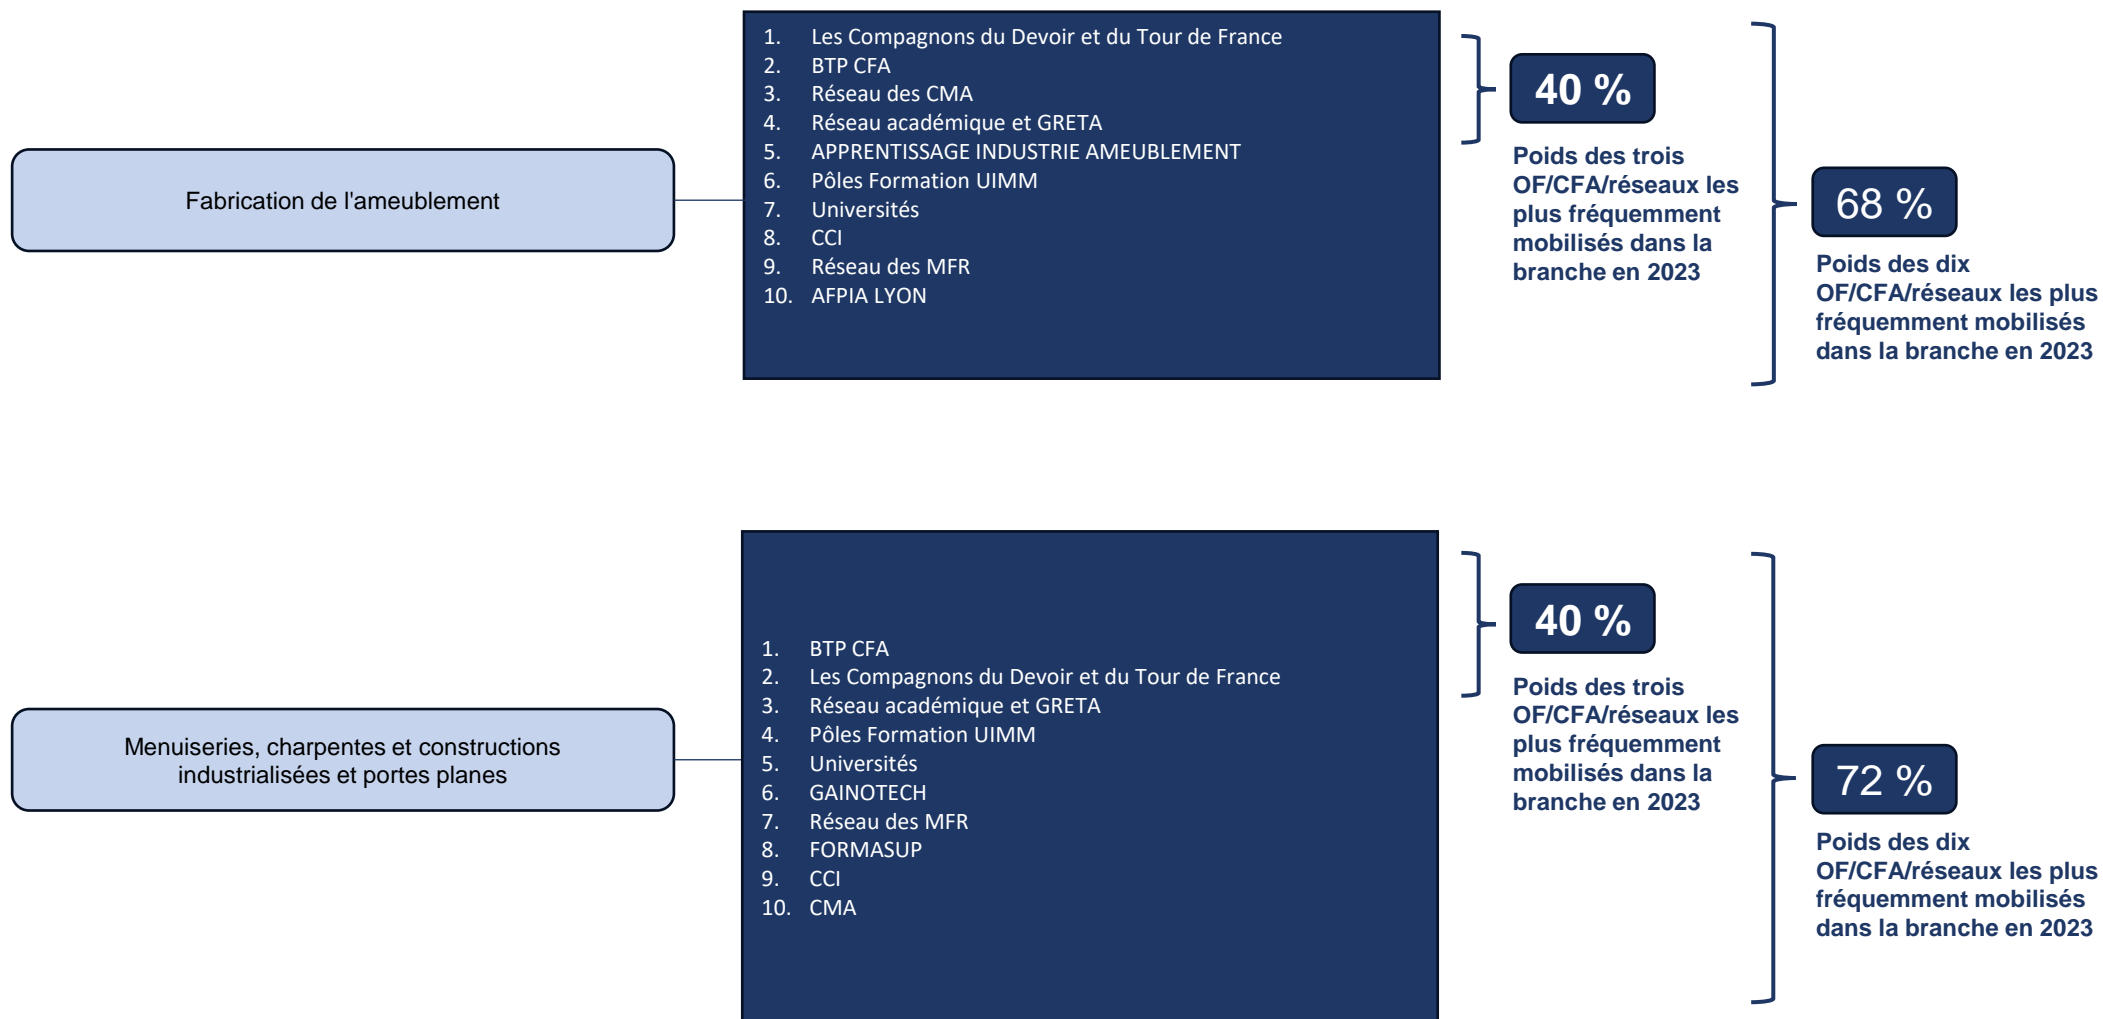 Fabrication de l'ameublement
1. Les Compagnons du Devoir et du Tour de France
2. BTP CFA
3. Réseau des CMA
4. Réseau académique et GRETA
5. APPRENTISSAGE INDUSTRIE AMEUBLEMENT
6. Pôles Formation UIMM
7. Universités
8. CCI
9. Réseau des MFR
10. AFPIA LYON
40 %
Poids des trois
OF/CFA/réseaux les
plus fréquemment
mobilisés dans la
branche en 2023
68 %
Poids des dix
OF/CFA/réseaux les plus
fréquemment mobilisés
dans la branche en 2023
Menuiseries, charpentes et constructions
industrialisées et portes planes
1. BTP CFA
2. Les Compagnons du Devoir et du Tour de France
3. Réseau académique et GRETA
4. Pôles Formation UIMM
5. Universités
6. GAINOTECH
7. Réseau des MFR
8. FORMASUP
9. CCI
10. CMA
40 %
Poids des trois
OF/CFA/réseaux les
plus fréquemment
mobilisés dans la
branche en 2023
72 %
Poids des dix
OF/CFA/réseaux les plus
fréquemment mobilisés
dans la branche en 2023